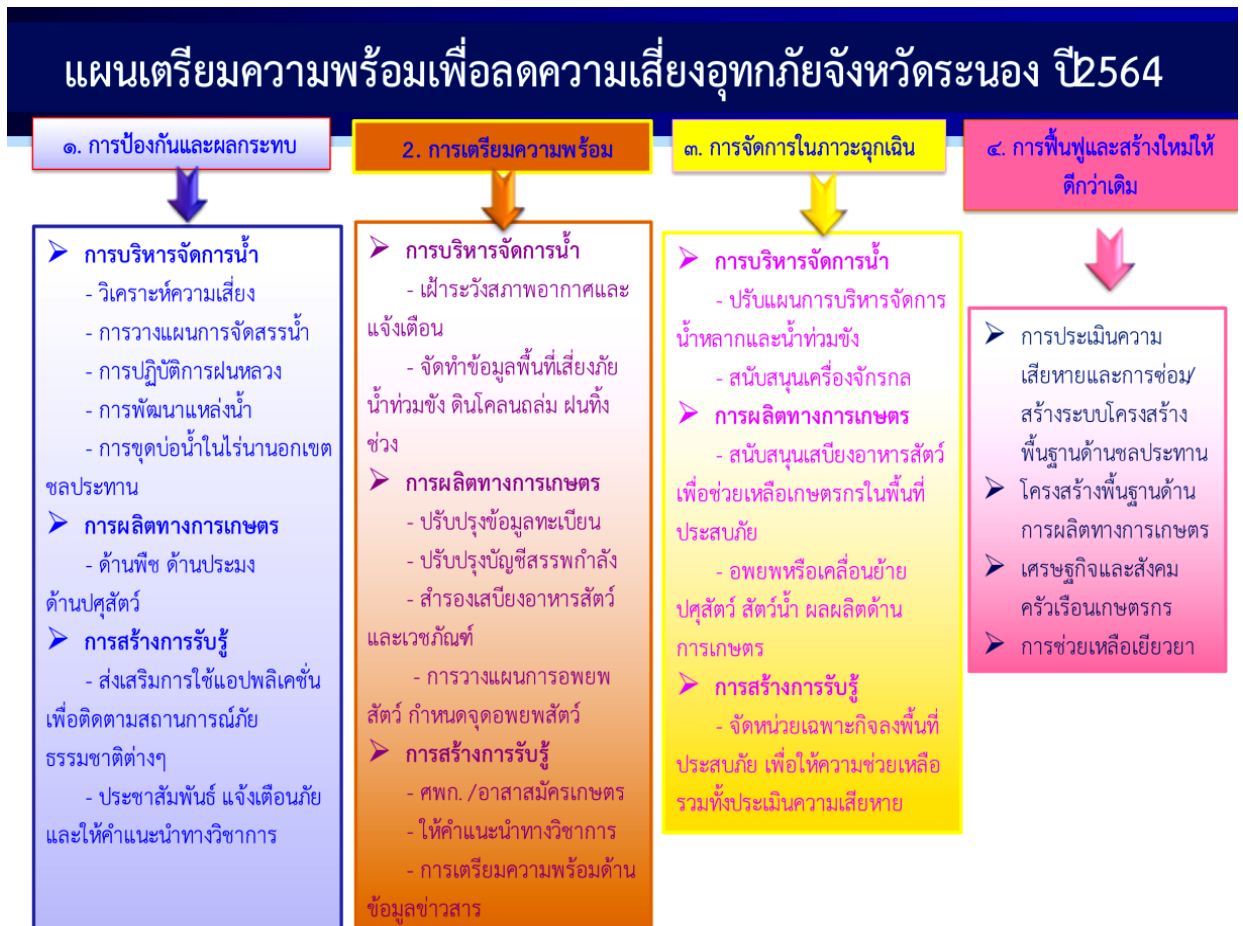 แผนเตรียมความพร้อมเพื่อลดความเสี่ยงอุทกภัยจังหวัดระนอง ปี2564
๑. การป้องกันและผลกระทบ
➢ การบริหารจัดการน้ำ
- วิเคราะห์ความเสี่ยง
- การวางแผนการจัดสรรน้ำ
- การปฏิบัติการฝนหลวง
- การพัฒนาแหล่งน้ำ
- การขุดบ่อน้ำในไร่นานอกเขต
ชลประทาน
➢ การผลิตทางการเกษตร
- ด้านพืช ด้านประมง
ด้านปศุสัตว์
➢ การสร้างการรับรู้
- ส่งเสริมการใช้แอปพลิเคชั่น
เพื่อติดตามสถานการณ์ภัย
ธรรมชาติต่างๆ
- ประชาสัมพันธ์ แจ้งเตือนภัย
และให้คำแนะนำทางวิชาการ
2. การเตรียมความพร้อม
➢ การบริหารจัดการน้ำ
- เฝ้าระวังสภาพอากาศและ
แจ้งเตือน
- จัดทำข้อมูลพื้นที่เสี่ยงภัย
น้ำท่วมขัง ดินโคลนถล่ม ฝนทิ้ง
ช่วง
➢ การผลิตทางการเกษตร
- ปรับปรุงข้อมูลทะเบียน
- ปรับปรุงบัญชีสรรพกำลัง
- สำรองเสบียงอาหารสัตว์
และเวชภัณฑ์
- การวางแผนการอพยพ
สัตว์ กำหนดจุดอพยพสัตว์
➢ การสร้างการรับรู้
- ศพก. /อาสาสมัครเกษตร
- ให้คำแนะนำทางวิชาการ
- การเตรียมความพร้อมด้าน
ข้อมูลข่าวสาร
๓. การจัดการในภาวะฉุกเฉิน
➢ การบริหารจัดการน้ำ
- ปรับแผนการบริหารจัดการ
น้ำหลากและน้ำท่วมขัง
- สนับสนุนเครื่องจักรกล
➢ การผลิตทางการเกษตร
- สนับสนุนเสบียงอาหารสัตว์
เพื่อช่วยเหลือเกษตรกรในพื้นที่
ประสบภัย
- อพยพหรือเคลื่อนย้าย
ปศุสัตว์ สัตว์น้ำ ผลผลิตด้าน
การเกษตร
➢ การสร้างการรับรู้
- จัดหน่วยเฉพาะกิจลงพื้นที่
ประสบภัย เพื่อให้ความช่วยเหลือ
รวมทั้งประเมินความเสียหาย
๔. การฟื้นฟูและสร้างใหม่ให้
ดีกว่าเดิม
➢ การประเมินความ
เสียหายและการซ่อม/
สร้างระบบโครงสร้าง
พื้นฐานด้านชลประทาน
➢ โครงสร้างพื้นฐานด้าน
การผลิตทางการเกษตร
➢ เศรษฐกิจและสังคม
ครัวเรือนเกษตรกร
➢ การช่วยเหลือเยียวยา